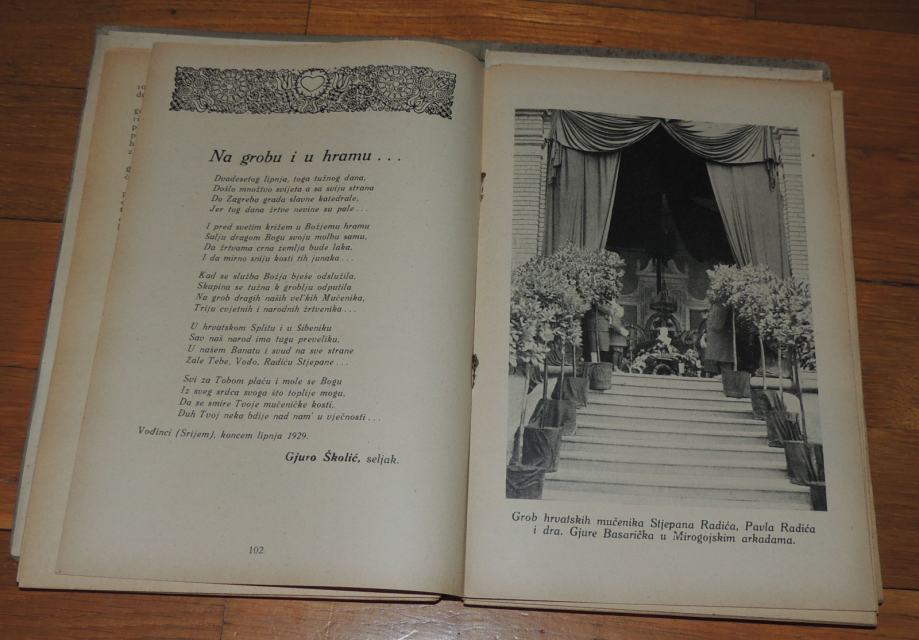 Na grobu i u hramu . . .
Dvadesetog lipnja, toga tužnog dana,
Došlo množtvo svijeta a sa sviju strana
Do Zagreba grada slavne katedrale,
Jer tog dana žrtve nevine su pale . . .
I pred svetim križem u Božjemu hramu
Šalju dragom Bogu svoju molbu samu,
Da žrtvama crna zemlja bude laka,
I da mirno sniju kosti tih junaka . . .
Kad se služba Božja bješe odslužila,
Skupina se tužna k groblju odputila
Na grob dragih naših vel'kih Mučenika,
Triju cvjetnih i narodnih žrtvenika . . .
U hrvatskom Splitu i u Šibeniku
Sav naš narod ima tugu preveliku,
U našem Banatu i svud na sve strane
Žale Tebe, Vođo, Radiću Stjepane . . .
Svi za Tobom plaču i mole se Bogu
Iz sveg srdca svoga što toplije mogu,
Da se smire Tvoje mučeničke kosti,
Duh Tvoj neka bdije nad nam' u vječnosti . . .
Vođinci (Srijem), koncem lipnja 1929.
Gjuro Školić, seljak.
102
Grob hrvatskih mučenika Stjepana Radića, Pavla Radića
i dra. Gjure Basarička u Mirogojskim arkadama.